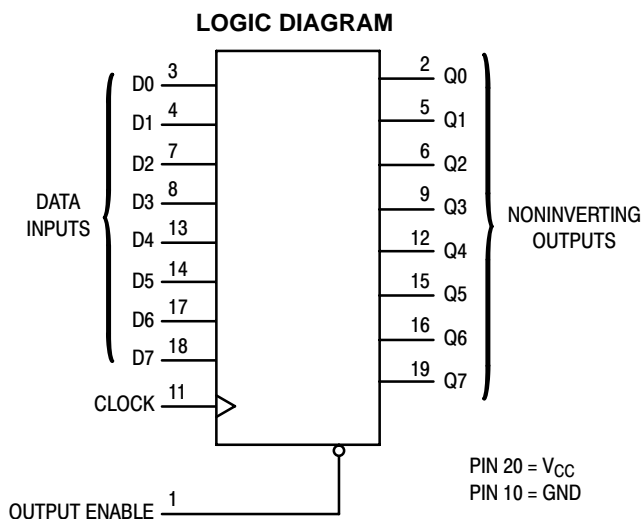 LOGIC DIAGRAM
D0 3
D1 4
D2 7
D3 8
D4 13
D5 14
D6 17
D7 18
DATA
INPUTS
CLOCK 11
OUTPUT ENABLE 1
2 Q0
5 Q1
6 Q2
9 Q3
12 Q4
15 Q5
16 Q6
19 Q7
NONINVERTING
OUTPUTS
PIN 20 = VCC
PIN 10 = GND